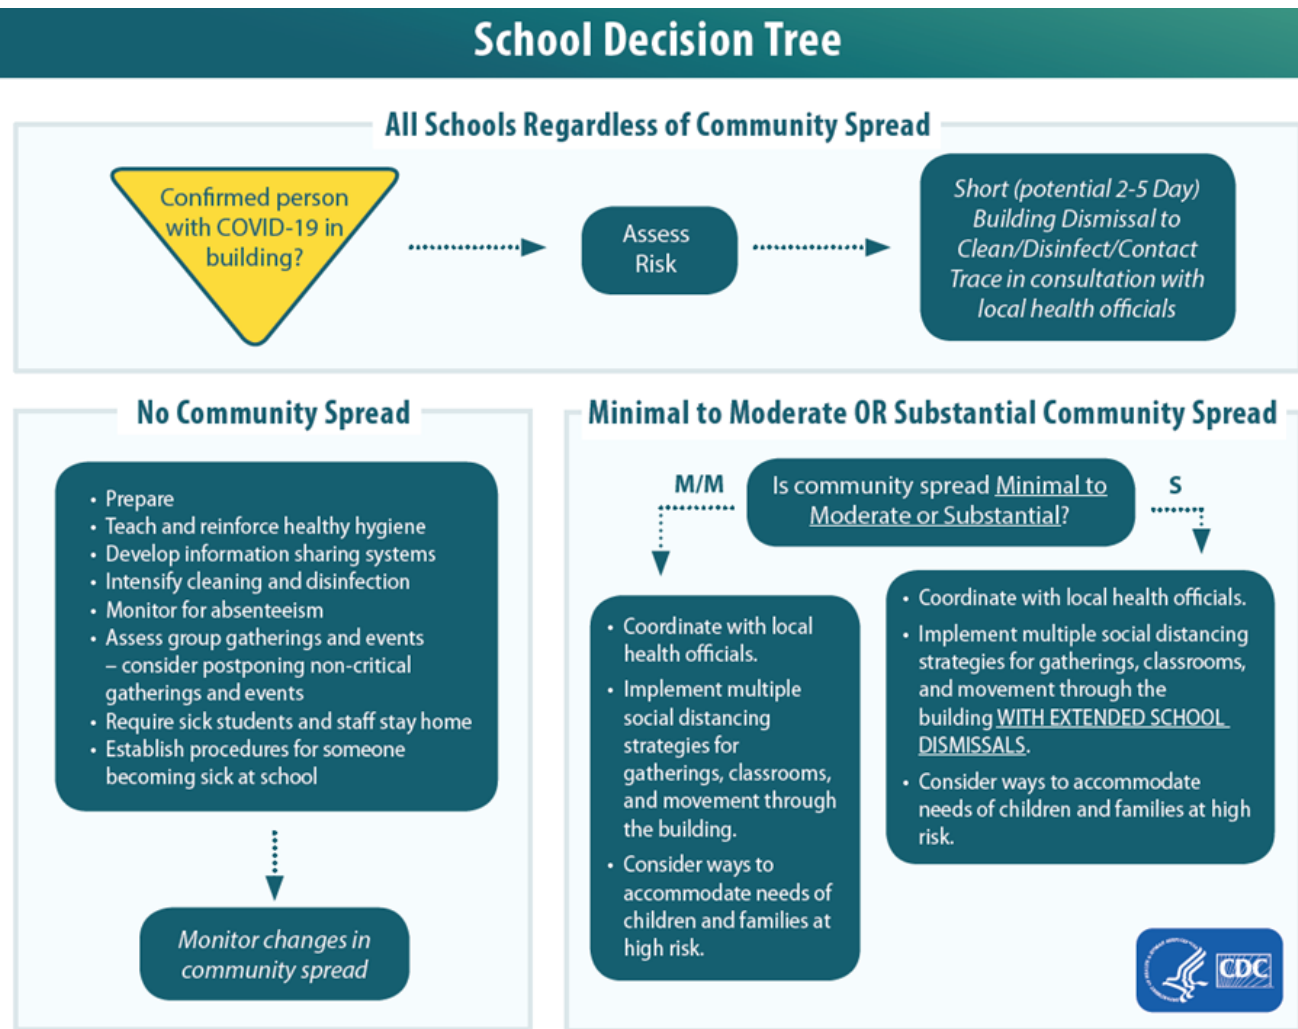 School Decision Tree
All Schools Regardless of Community Spread
Confirmed person
with COVID-19 in
building?
Assess
Risk
Short (potential 2-5 Day)
Building Dismissal to
Clean/Disinfect/Contact
Trace in consultation with
local health officials
No Community Spread
• Prepare
• Teach and reinforce healthy hygiene
• Develop information sharing systems
• Intensify cleaning and disinfection
• Monitor for absenteeism
• Assess group gatherings and events
– consider postponing non-critical
gatherings and events
• Require sick students and staff stay home
• Establish procedures for someone
becoming sick at school
Monitor changes in
community spread
Minimal to Moderate OR Substantial Community Spread
Is community spread Minimal to
Moderate or Substantial?
M/M
• Coordinate with local
health officials.
• Implement multiple
social distancing
strategies for
gatherings, classrooms,
and movement through
the building.
• Consider ways to
accommodate needs of
children and families at
high risk.
S
• Coordinate with local health officials.
• Implement multiple social distancing
strategies for gatherings, classrooms,
and movement through the
building WITH EXTENDED SCHOOL
DISMISSALS.
• Consider ways to accommodate
needs of children and families at high
risk.
CDC